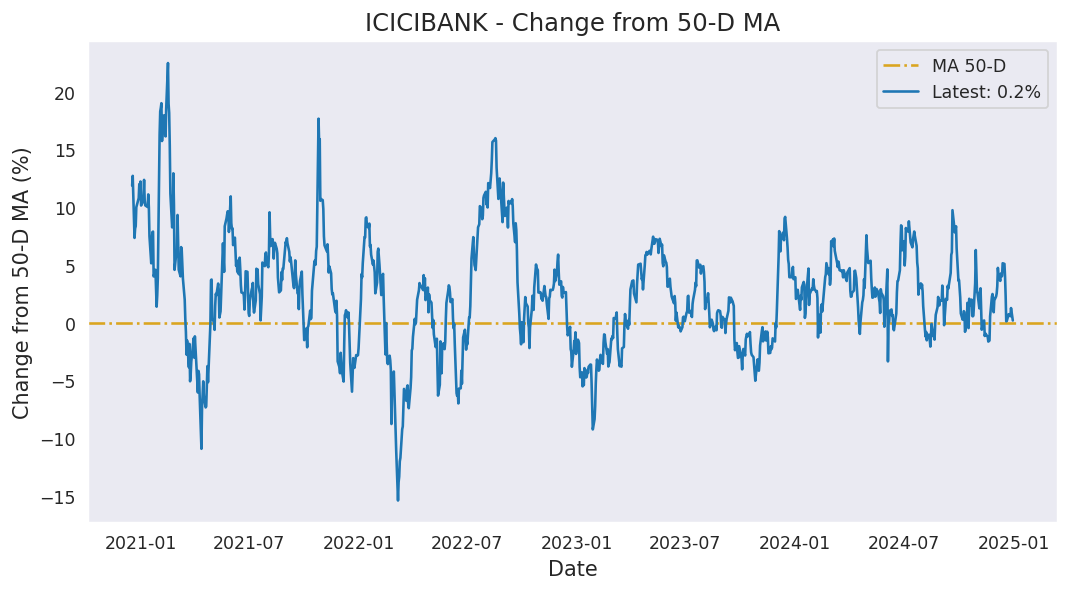 ICICIBANK - Change from 50-D MA
MA 50-D
Latest: 0.2%
Change from 50-D MA (%)
20
15
10
5
0
−5
−10
−15
2021-01 2021-07 2022-01 2022-07 2023-01 2023-07 2024-01 2024-07 2025-01
Date